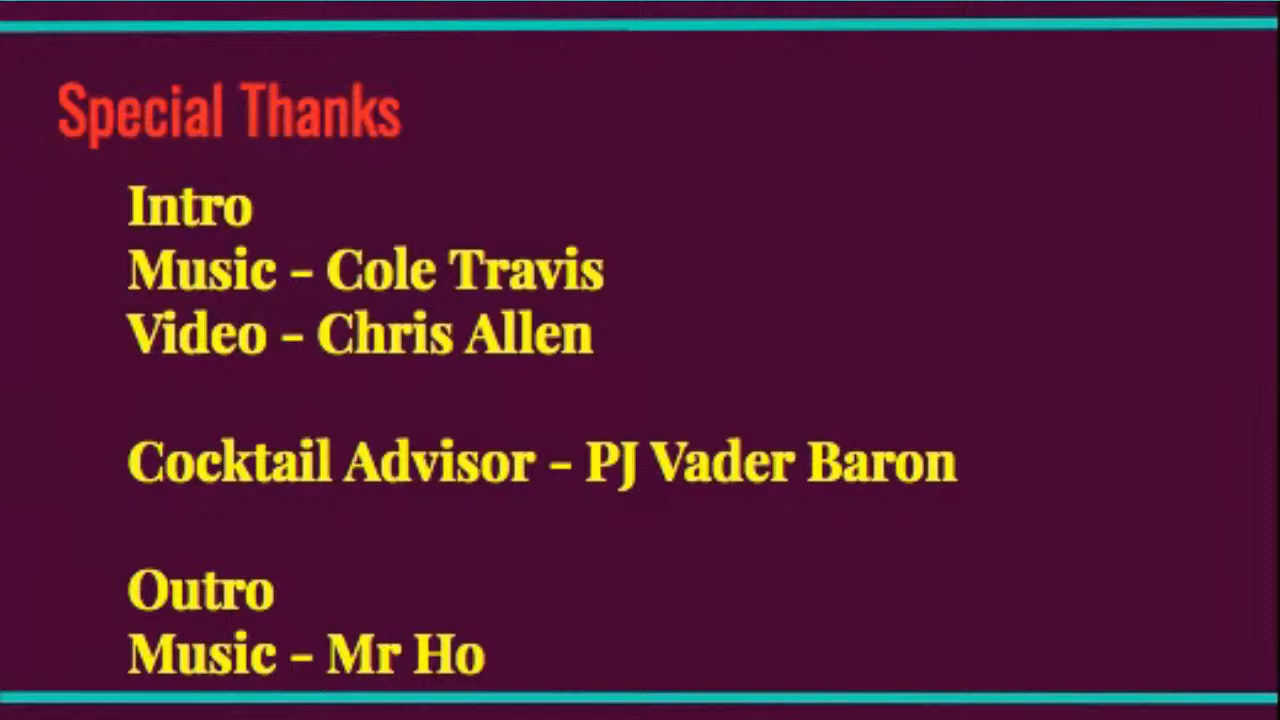 Special Thanks
Intro
Music - Cole Travis
Video - Chris Allen
Cocktail Advisor - PJ Vader Baron
Outro
Music - Mr Ho